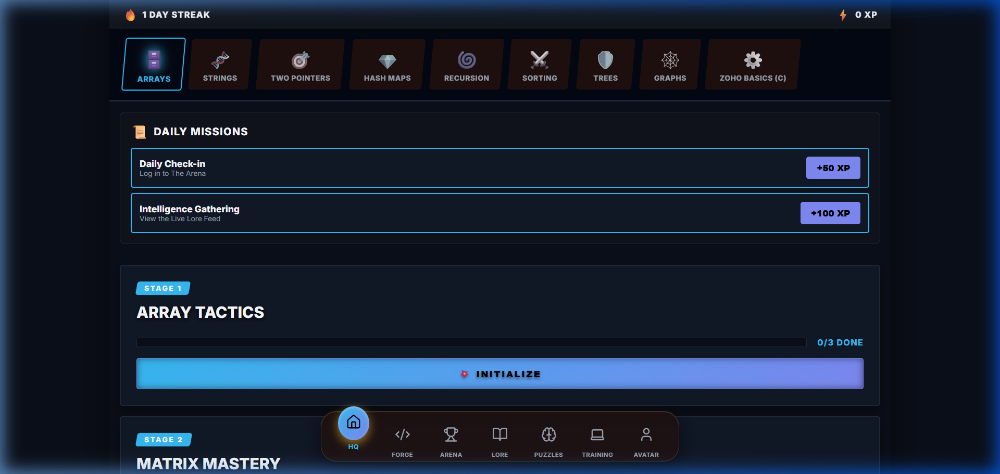 1 DAY STREAK
0 XP
ARRAYS
STRINGS
TWO POINTERS
HASH MAPS
RECURSION
SORTING
TREES
GRAPHS
ZOHO BASICS (C)
DAILY MISSIONS
Daily Check-in
Log in to The Arena
+50 XP
Intelligence Gathering
View the Live Lore Feed
+100 XP
STAGE 1
ARRAY TACTICS
0/3 DONE
INITIALIZE
STAGE 2
MATRIX MASTERY
HQ
FORGE
ARENA
LORE
PUZZLES
TRAINING
AVATAR